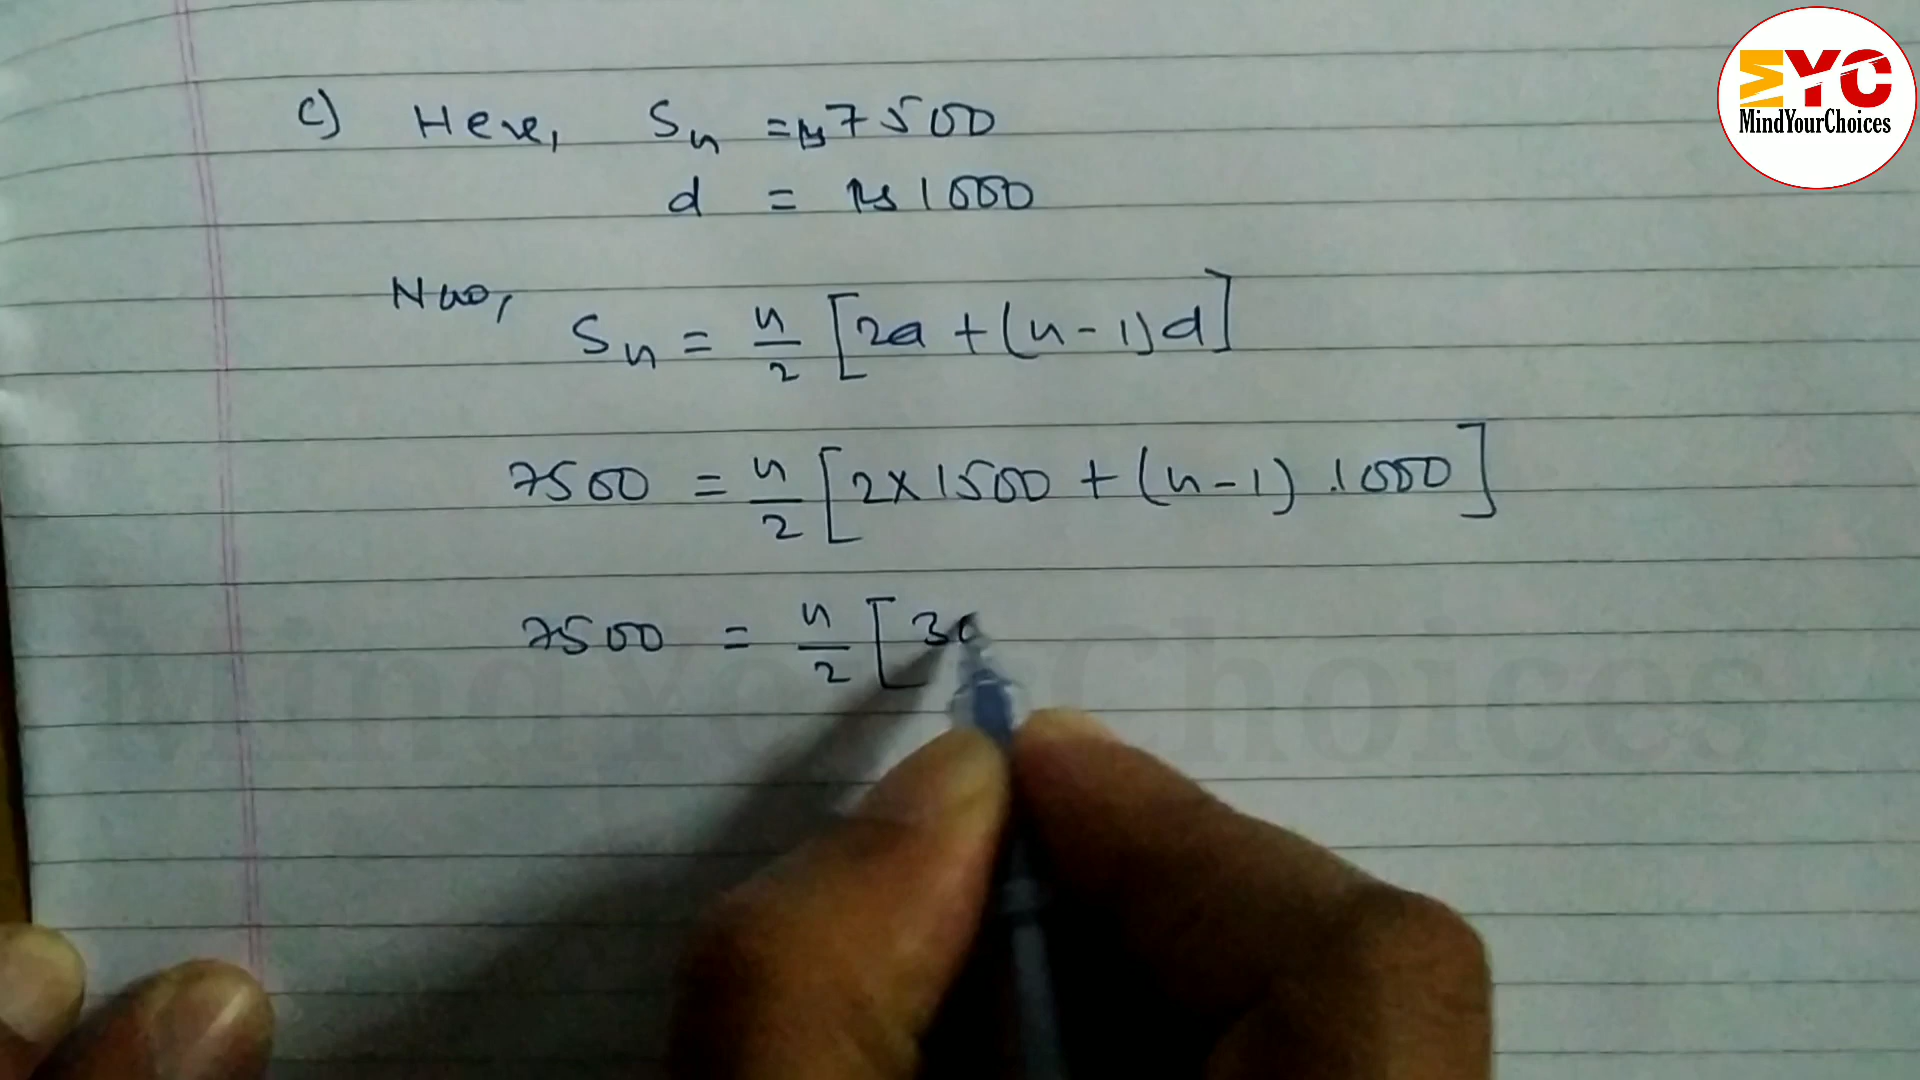 MYC
MindYourChoices
c) Here, Sn = Rs 7500
d = Rs 1000
Now,
Sn = n/2 [2a + (n-1)d]
7500 = n/2 [2×1500 + (n-1).1000]
7500 = n/2 [30
MindYourChoices